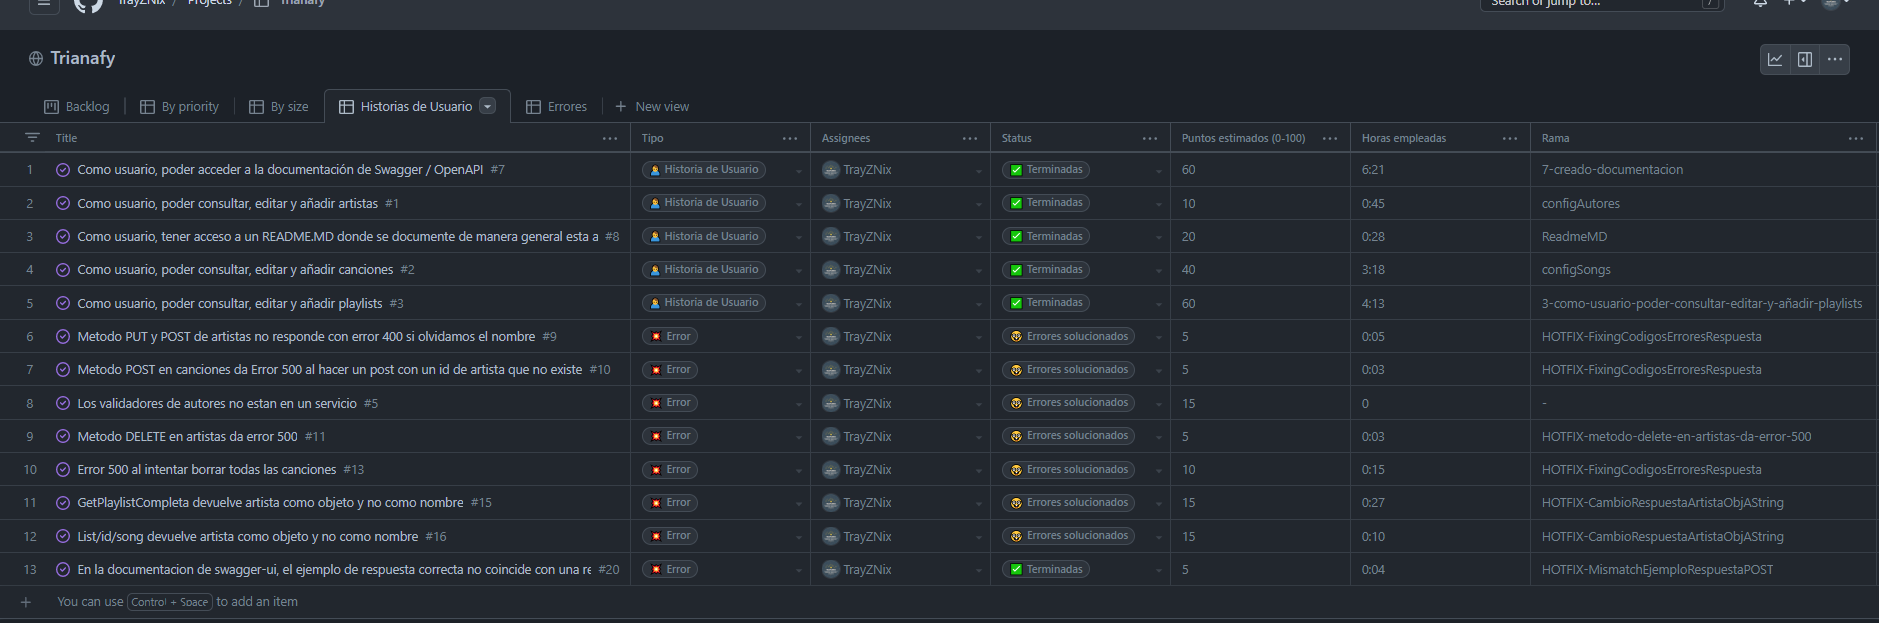 TrayZNix / Projects / Trianafy
Search or jump to... /
Trianafy
Backlog By priority By size Historias de Usuario Errores + New view
Title Tipo Assignees Status Puntos estimados (0-100) Horas empleadas Rama
1 Como usuario, poder acceder a la documentación de Swagger / OpenAPI #7 Historia de Usuario TrayZNix Terminadas 60 6:21 7-creado-documentacion
2 Como usuario, poder consultar, editar y añadir artistas #1 Historia de Usuario TrayZNix Terminadas 10 0:45 configAutores
3 Como usuario, tener acceso a un README.MD donde se documente de manera general esta a #8 Historia de Usuario TrayZNix Terminadas 20 0:28 ReadmeMD
4 Como usuario, poder consultar, editar y añadir canciones #2 Historia de Usuario TrayZNix Terminadas 40 3:18 configSongs
5 Como usuario, poder consultar, editar y añadir playlists #3 Historia de Usuario TrayZNix Terminadas 60 4:13 3-como-usuario-poder-consultar-editar-y-añadir-playlists
6 Metodo PUT y POST de artistas no responde con error 400 si olvidamos el nombre #9 Error TrayZNix Errores solucionados 5 0:05 HOTFIX-FixingCodigosErroresRespuesta
7 Metodo POST en canciones da Error 500 al hacer un post con un id de artista que no existe #10 Error TrayZNix Errores solucionados 5 0:03 HOTFIX-FixingCodigosErroresRespuesta
8 Los validadores de autores no estan en un servicio #5 Error TrayZNix Errores solucionados 15 0 -
9 Metodo DELETE en artistas da error 500 #11 Error TrayZNix Errores solucionados 5 0:03 HOTFIX-metodo-delete-en-artistas-da-error-500
10 Error 500 al intentar borrar todas las canciones #13 Error TrayZNix Errores solucionados 10 0:15 HOTFIX-FixingCodigosErroresRespuesta
11 GetPlaylistCompleta devuelve artista como objeto y no como nombre #15 Error TrayZNix Errores solucionados 15 0:27 HOTFIX-CambioRespuestaArtistaObjAString
12 List/id/song devuelve artista como objeto y no como nombre #16 Error TrayZNix Errores solucionados 15 0:10 HOTFIX-CambioRespuestaArtistaObjAString
13 En la documentacion de swagger-ui, el ejemplo de respuesta correcta no coincide con una re #20 Error TrayZNix Terminadas 5 0:04 HOTFIX-MismatchEjemploRespuestaPOST
+ You can use Control + Space to add an item